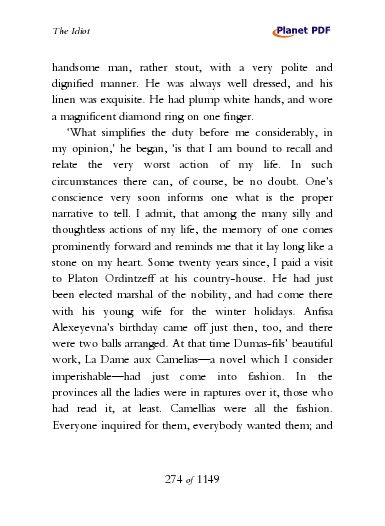 The Idiot
Planet PDF
handsome man, rather stout, with a very polite and
dignified manner. He was always well dressed, and his
linen was exquisite. He had plump white hands, and wore
a magnificent diamond ring on one finger.
‘What simplifies the duty before me considerably, in
my opinion,’ he began, ‘is that I am bound to recall and
relate the very worst action of my life. In such
circumstances there can, of course, be no doubt. One’s
conscience very soon informs one what is the proper
narrative to tell. I admit, that among the many silly and
thoughtless actions of my life, the memory of one comes
prominently forward and reminds me that it lay long like a
stone on my heart. Some twenty years since, I paid a visit
to Platon Ordintzeff at his country-house. He had just
been elected marshal of the nobility, and had come there
with his young wife for the winter holidays. Anfisa
Alexeyevna’s birthday came off just then, too, and there
were two balls arranged. At that time Dumas-fils’ beautiful
work, La Dame aux Camelias—a novel which I consider
imperishable—had just come into fashion. In the
provinces all the ladies were in raptures over it, those who
had read it, at least. Camellias were all the fashion.
Everyone inquired for them, everybody wanted them; and
274 of 1149